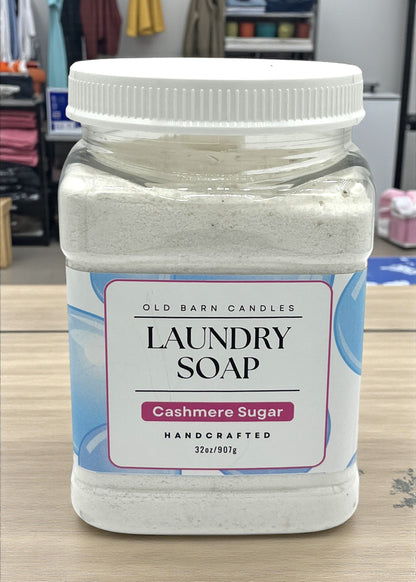 OLD BARN CANDLES
LAUNDRY
SOAP
Cashmere Sugar
HANDCRAFTED
32oz/907g